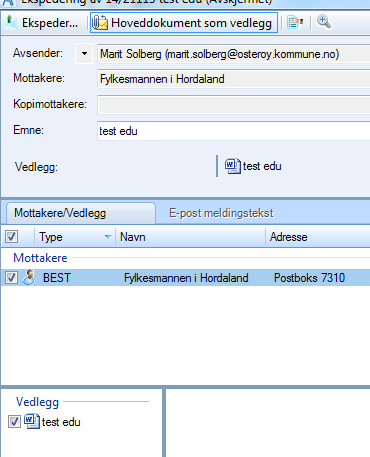 Ekspedering av 14/21115 test edu (Avskjermet)
Ekspeder... Hoveddokument som vedlegg
Avsender: Marit Solberg (marit.solberg@osteroy.kommune.no)
Mottakere: Fylkesmannen i Hordaland
Kopimottakere:
Emne: test edu
Vedlegg: test edu
Mottakere/Vedlegg E-post meldingstekst
Type Navn Adresse
Mottakere
BEST Fylkesmannen i Hordaland Postboks 7310
Vedlegg
test edu